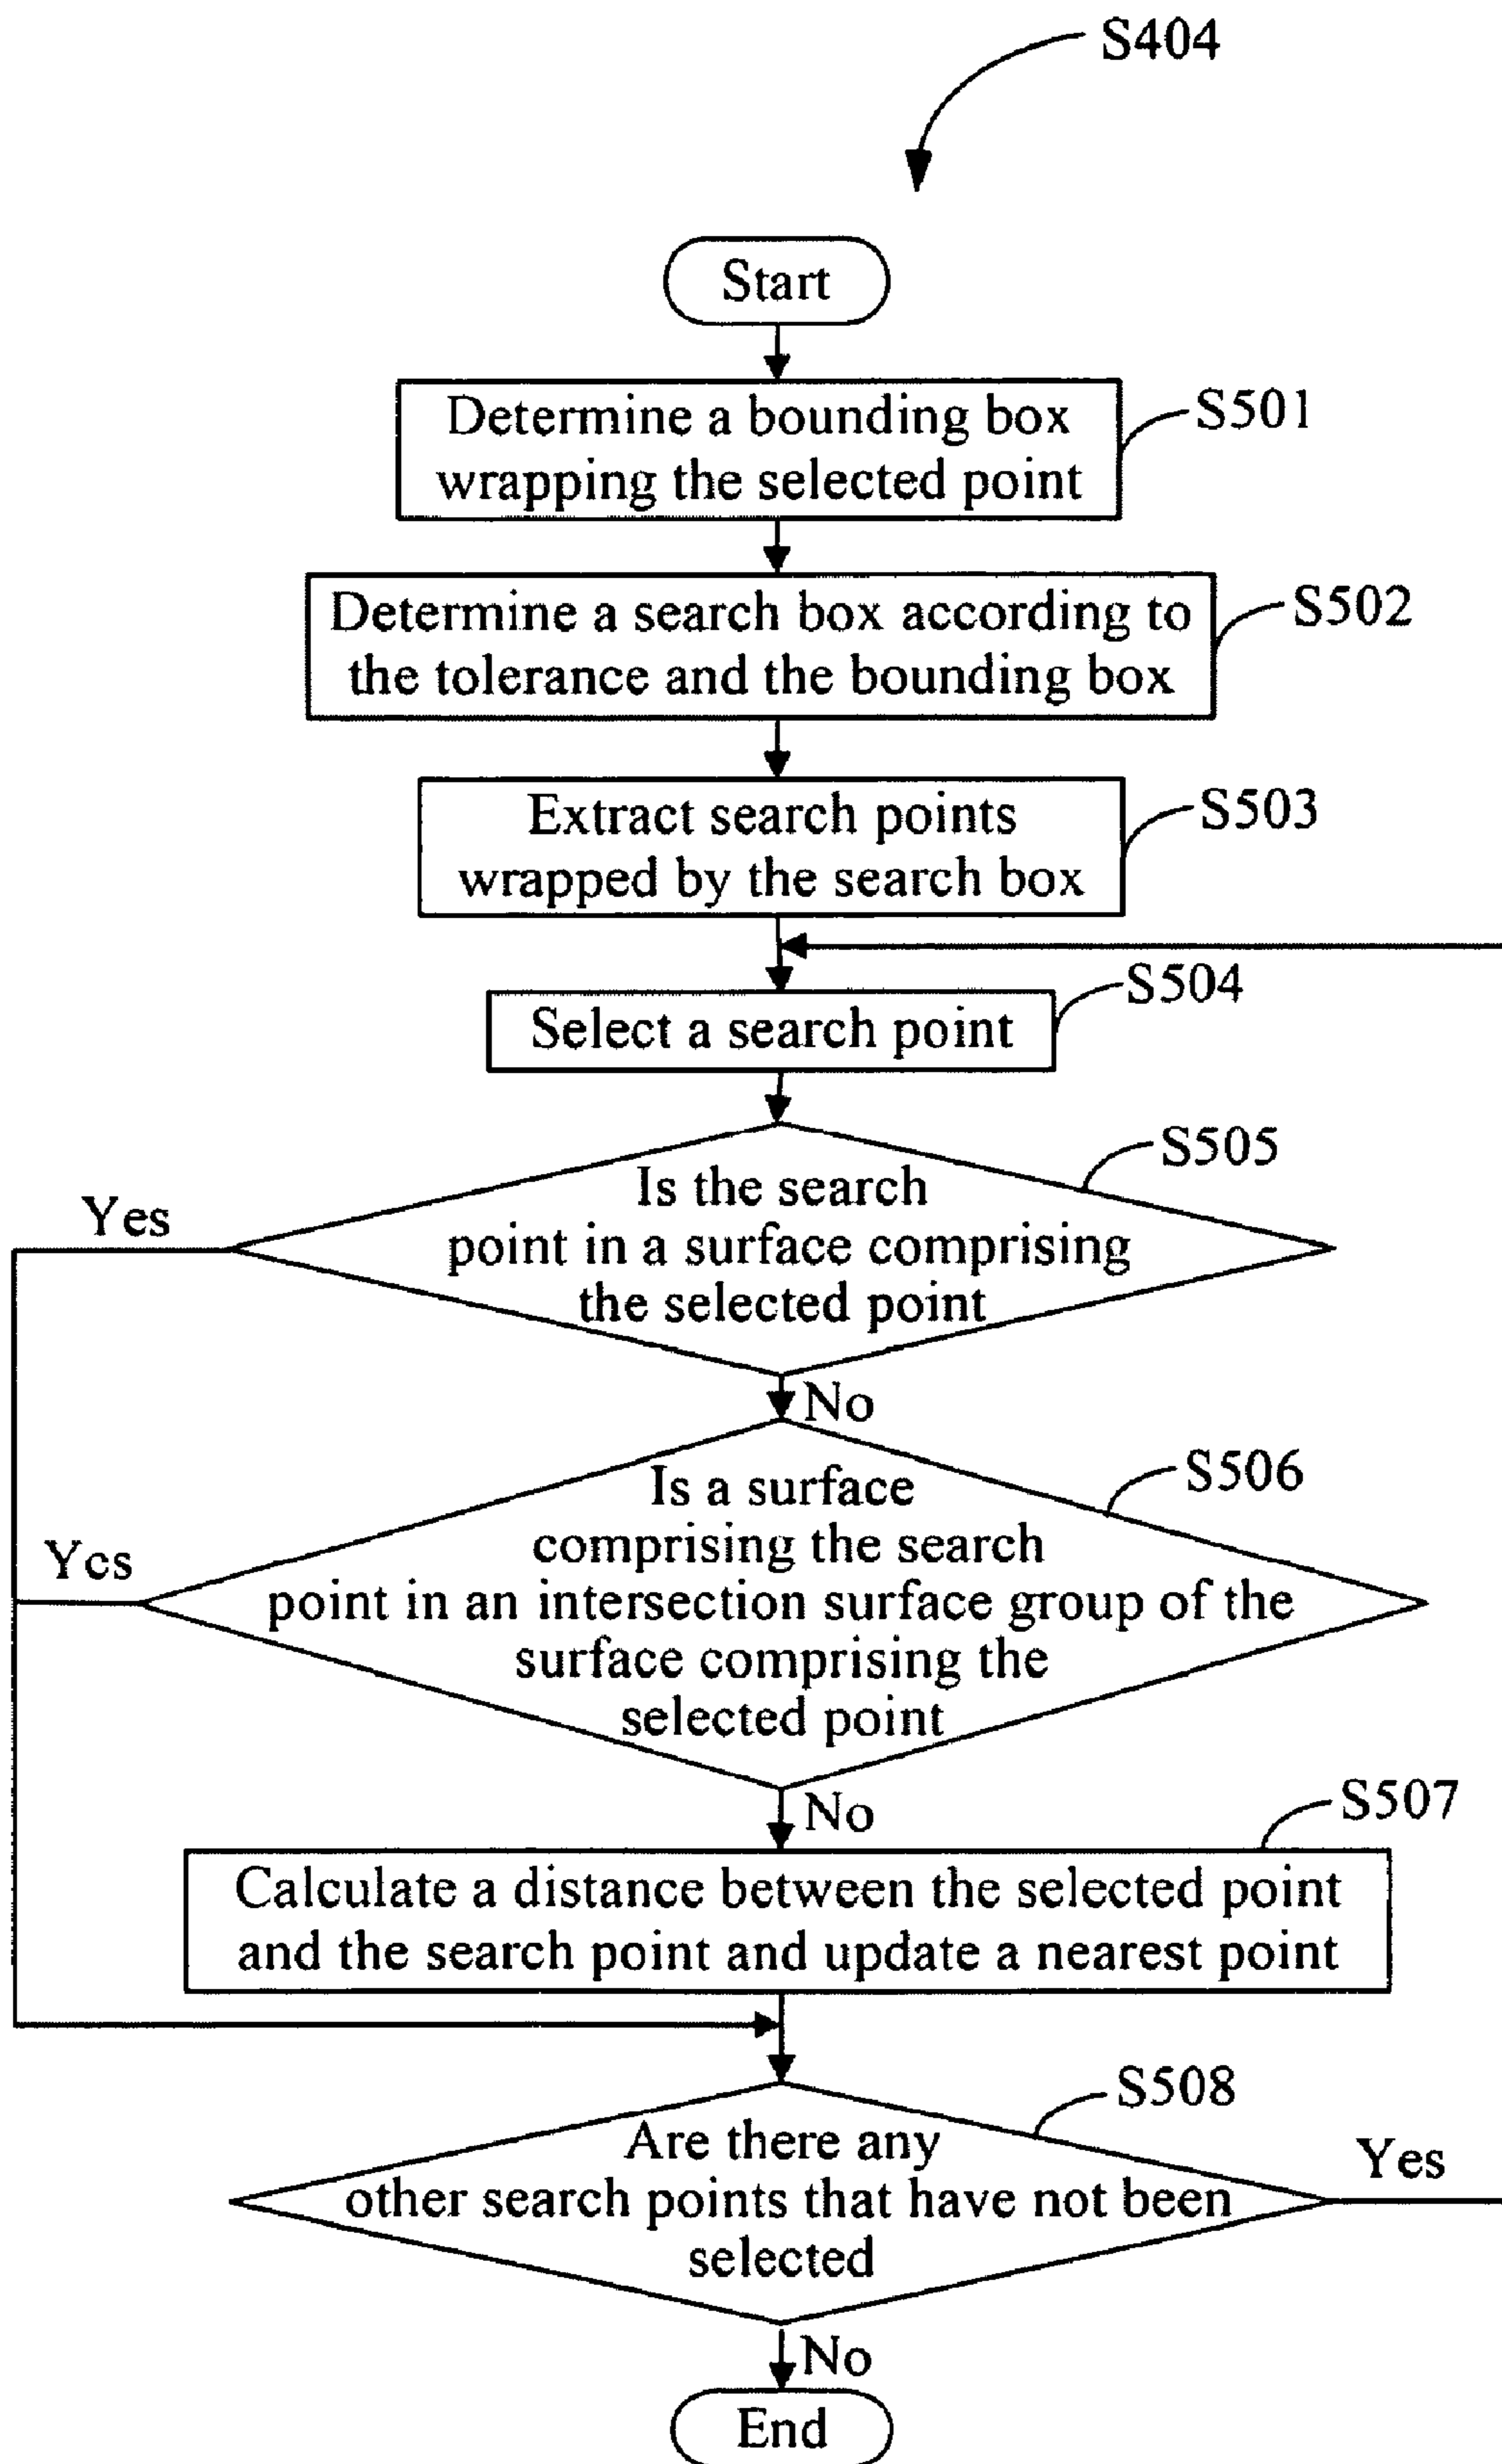 S404
Start
Determine a bounding box
wrapping the selected point
S501
Determine a search box according to
the tolerance and the bounding box
S502
Extract search points
wrapped by the search box
S503
Select a search point
S504
Is the search
point in a surface comprising
the selected point
S505
Yes
No
Is a surface
comprising the search
point in an intersection surface group of the
surface comprising the
selected point
S506
Yes
No
Calculate a distance between the selected point
and the search point and update a nearest point
S507
Are there any
other search points that have not been
selected
S508
Yes
No
End